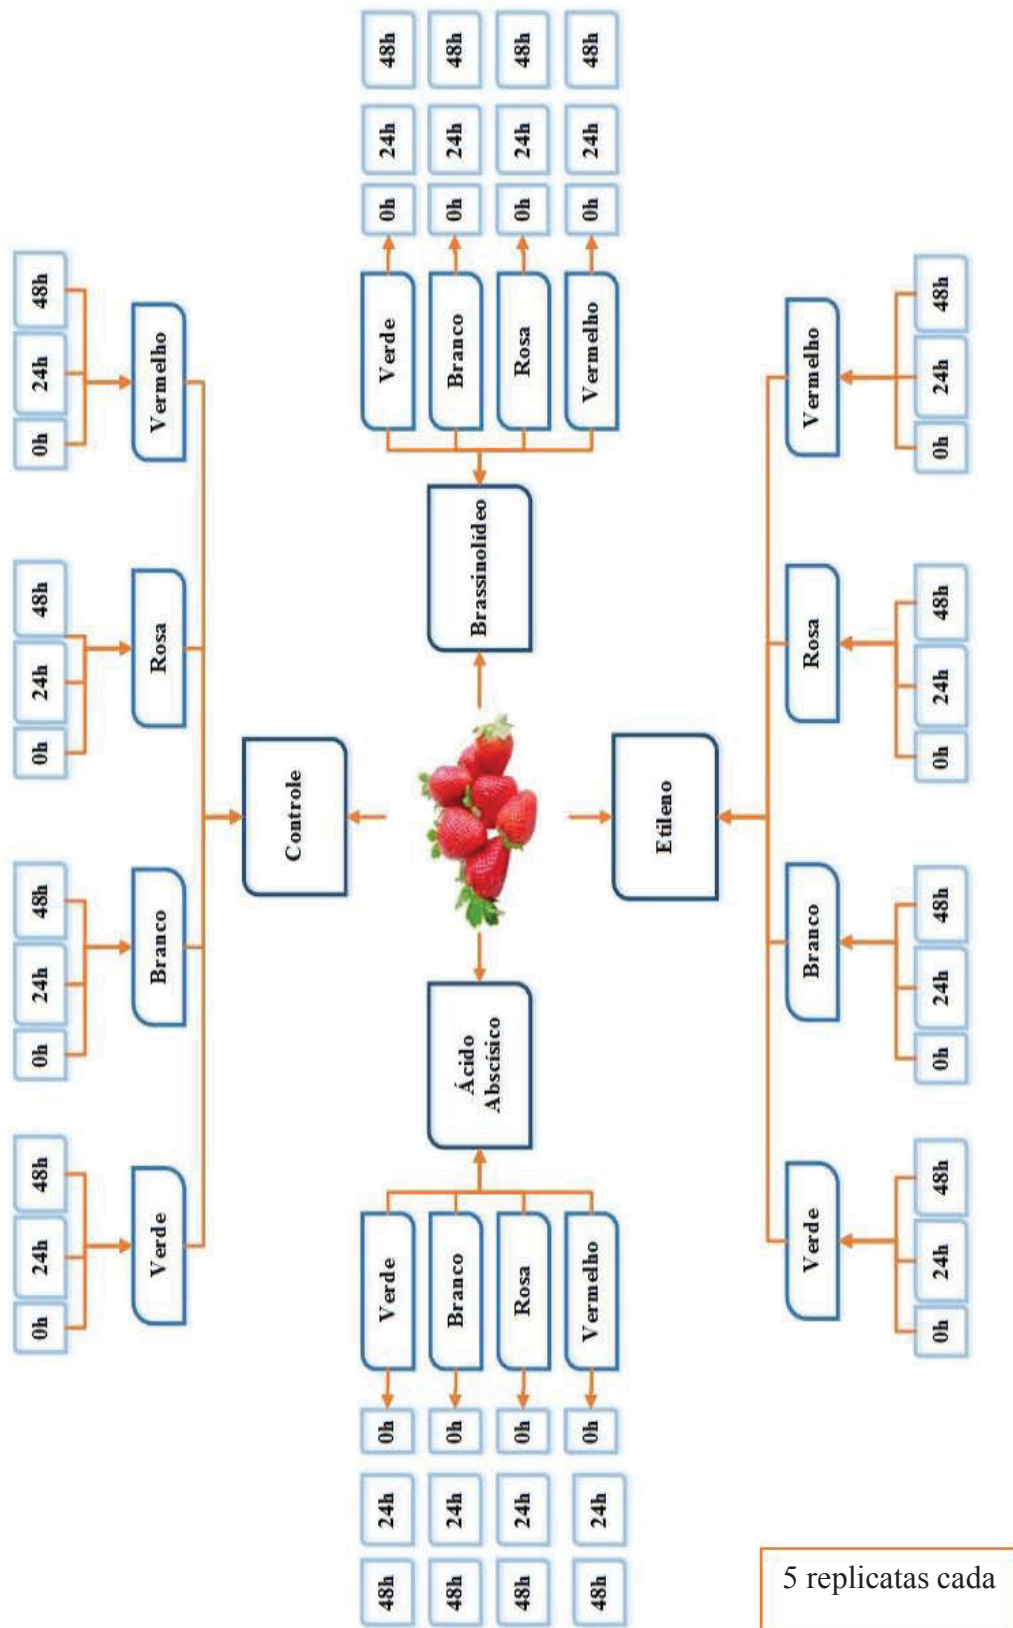 0h 24h 48h 0h 24h 48h 0h 24h 48h 0h 24h 48h
Verde Branco Rosa Vermelho
Controle
48h 24h 0h Verde Verde 0h 24h 48h
48h 24h 0h Branco Branco 0h 24h 48h
Ácido
Abscísico
Brassinolídeo
48h 24h 0h Rosa Rosa 0h 24h 48h
48h 24h 0h Vermelho Vermelho 0h 24h 48h
Etileno
Verde Branco Rosa Vermelho
0h 24h 48h 0h 24h 48h 0h 24h 48h 0h 24h 48h
5 replicatas cada